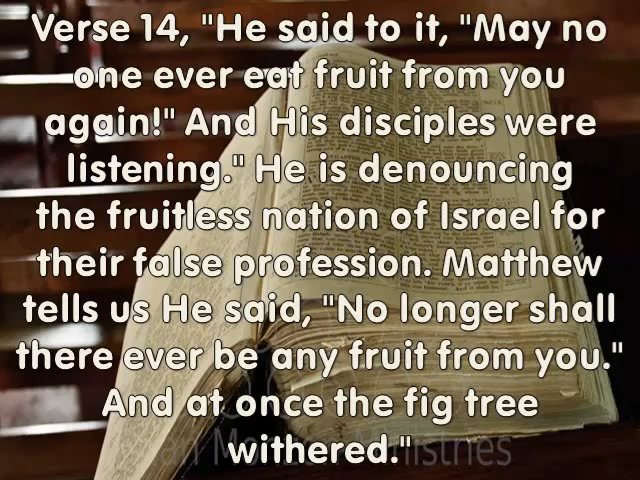 Verse 14, "He said to it, "May no
one ever eat fruit from you
again!" And His disciples were
listening." He is denouncing
the fruitless nation of Israel for
their false profession. Matthew
tells us He said, "No longer shall
there ever be any fruit from you."
And at once the fig tree
withered."
Ministries